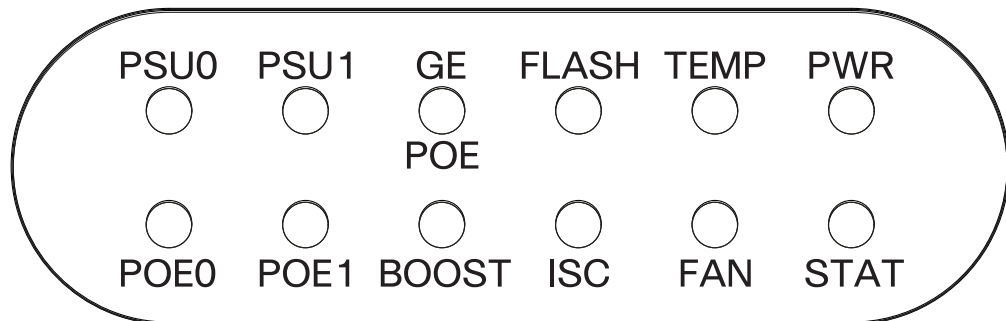 PSU0 PSU1 GE FLASH TEMP PWR
POE
POE0 POE1 BOOST ISC FAN STAT